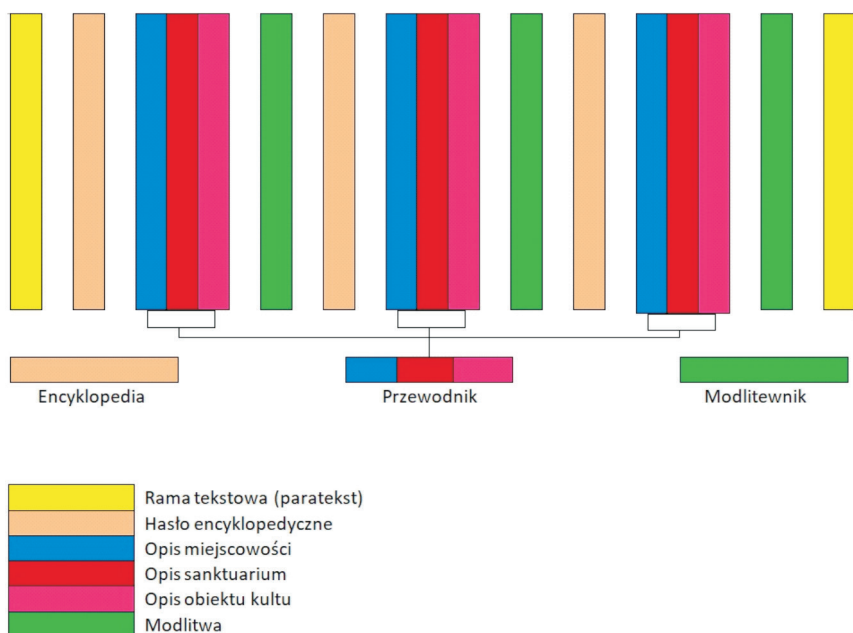 Encyklopedia
Przewodnik
Modlitewnik
Rama tekstowa (paratekst)
Hasło encyklopedyczne
Opis miejscowości
Opis sanktuarium
Opis obiektu kultu
Modlitwa